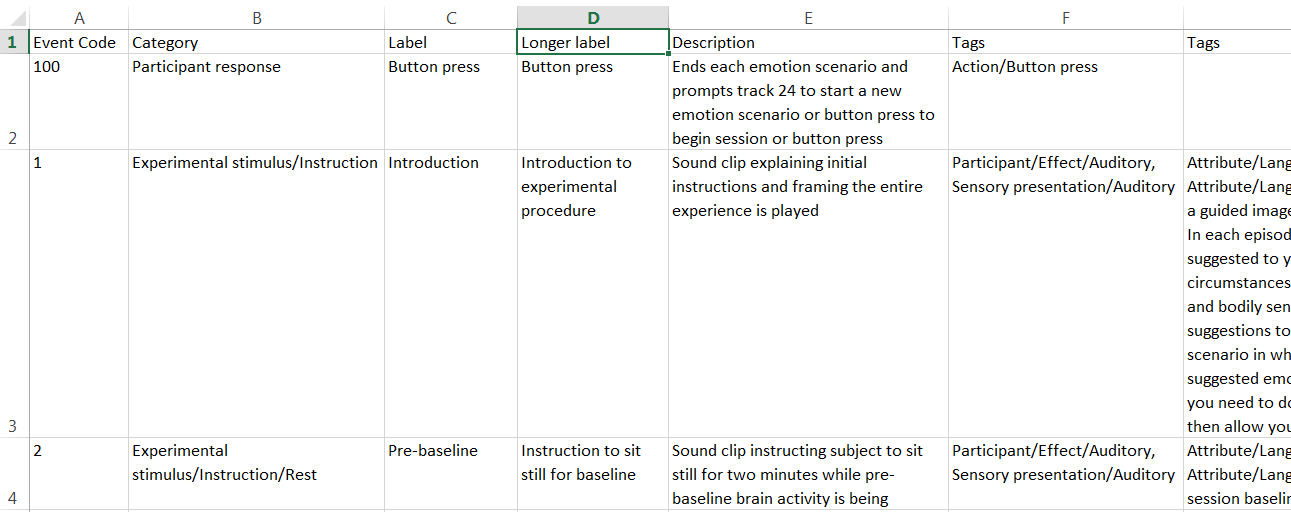 A B C D E F
1 Event Code Category Label Longer label Description Tags Tags
100 Participant response Button press Button press Ends each emotion scenario and Action/Button press
prompts track 24 to start a new
emotion scenario or button press to
2 begin session or button press
1 Experimental stimulus/Instruction Introduction Introduction to Sound clip explaining initial Participant/Effect/Auditory, Attribute/Lang
experimental instructions and framing the entire Sensory presentation/Auditory Attribute/Lang
procedure experience is played a guided image
In each episod
suggested to y
circumstances
and bodily sen
suggestions to
scenario in wh
suggested emo
you need to do
3 then allow you
2 Experimental Pre-baseline Instruction to sit Sound clip instructing subject to sit Participant/Effect/Auditory, Attribute/Lang
stimulus/Instruction/Rest still for baseline still for two minutes while pre- Sensory presentation/Auditory Attribute/Lang
4 baseline brain activity is being session baselin